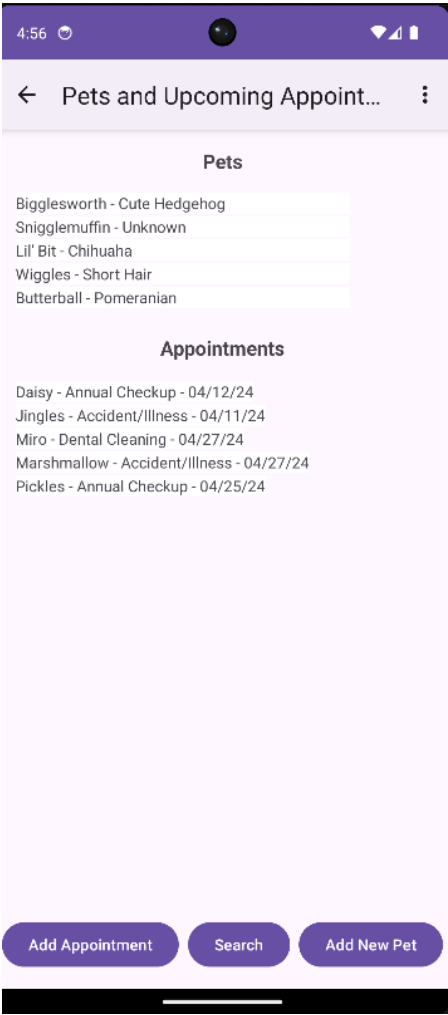 4:56
Pets and Upcoming Appoint...
Pets
Bigglesworth - Cute Hedgehog
Snigglemuffin - Unknown
Lil' Bit - Chihuaha
Wiggles - Short Hair
Butterball - Pomeranian
Appointments
Daisy - Annual Checkup - 04/12/24
Jingles - Accident/Illness - 04/11/24
Miro - Dental Cleaning - 04/27/24
Marshmallow - Accident/Illness - 04/27/24
Pickles - Annual Checkup - 04/25/24
Add Appointment Search Add New Pet